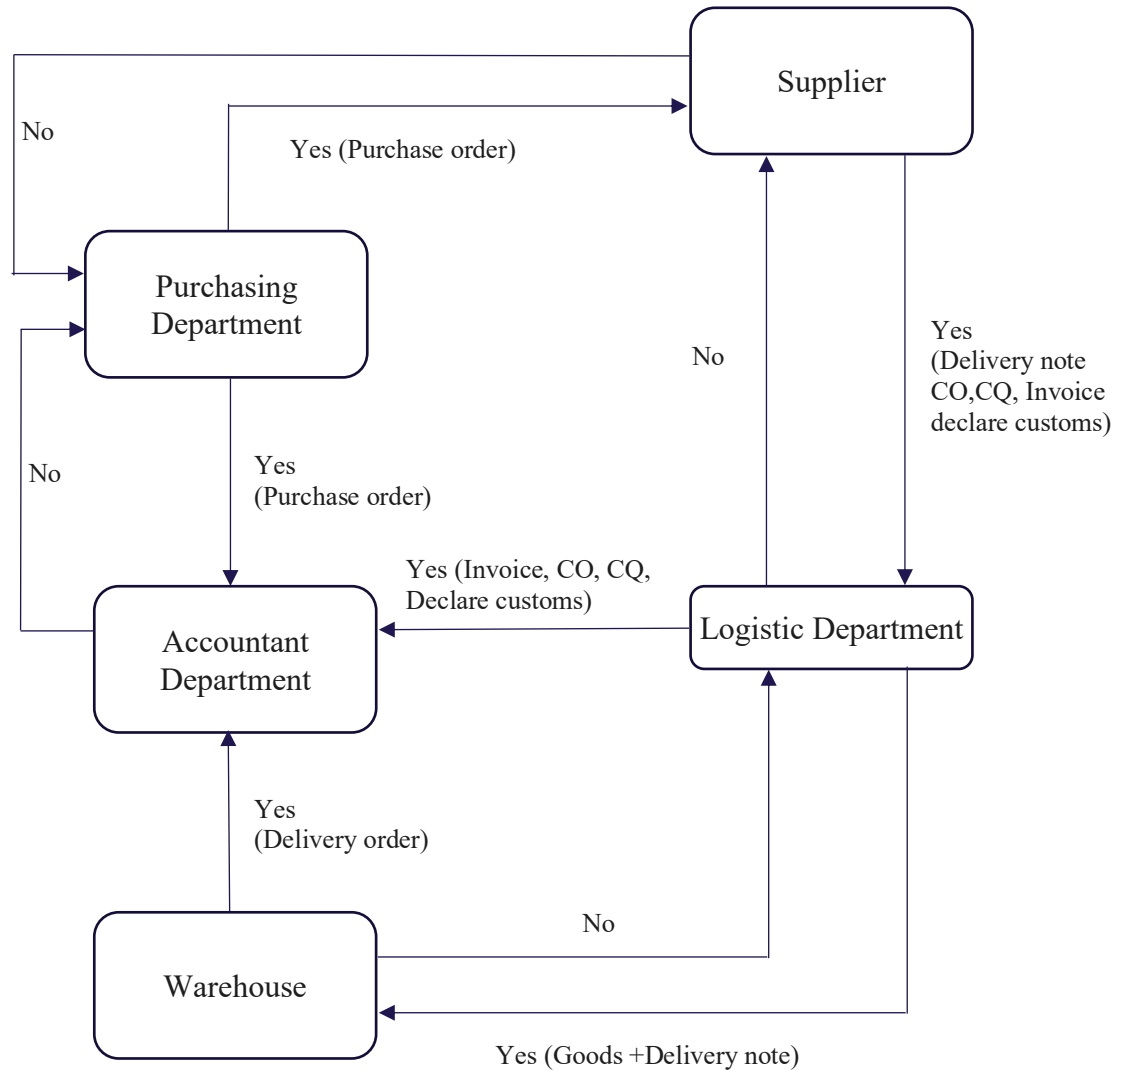 Supplier
No
Yes (Purchase order)
Purchasing
Department
Yes
(Delivery note
CO,CQ, Invoice
declare customs)
No
No
Yes
(Purchase order)
Yes (Invoice, CO, CQ,
Declare customs)
Logistic Department
Accountant
Department
Yes
(Delivery order)
No
Warehouse
Yes (Goods +Delivery note)